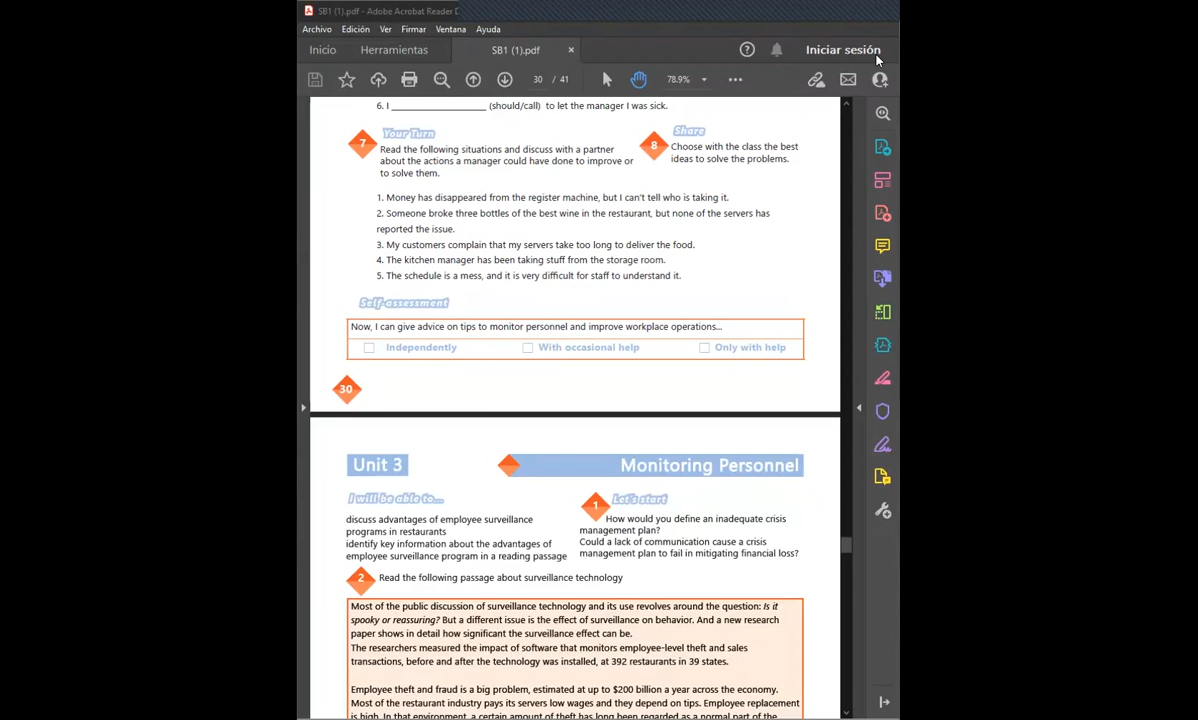 SB1 (1).pdf - Adobe Acrobat Reader D
Archivo Edición Ver Firmar Ventana Ayuda
Inicio Herramientas SB1 (1).pdf × Iniciar sesión
30 / 41 78.9%
6. I ____________________ (should/call) to let the manager I was sick.
7 Your Turn
Read the following situations and discuss with a partner
about the actions a manager could have done to improve or
to solve them.
8 Share
Choose with the class the best
ideas to solve the problems.
1. Money has disappeared from the register machine, but I can't tell who is taking it.
2. Someone broke three bottles of the best wine in the restaurant, but none of the servers has
reported the issue.
3. My customers complain that my servers take too long to deliver the food.
4. The kitchen manager has been taking stuff from the storage room.
5. The schedule is a mess, and it is very difficult for staff to understand it.
Self-assessment
Now, I can give advice on tips to monitor personnel and improve workplace operations...
Independently With occasional help Only with help
30
Unit 3 Monitoring Personnel
I will be able to...
discuss advantages of employee surveillance
programs in restaurants
identify key information about the advantages of
employee surveillance program in a reading passage
1 Let's start
How would you define an inadequate crisis
management plan?
Could a lack of communication cause a crisis
management plan to fail in mitigating financial loss?
2 Read the following passage about surveillance technology
Most of the public discussion of surveillance technology and its use revolves around the question: Is it
spooky or reassuring? But a different issue is the effect of surveillance on behavior. And a new research
paper shows in detail how significant the surveillance effect can be.
The researchers measured the impact of software that monitors employee-level theft and sales
transactions, before and after the technology was installed, at 392 restaurants in 39 states.
Employee theft and fraud is a big problem, estimated at up to $200 billion a year across the economy.
Most of the restaurant industry pays its servers low wages and they depend on tips. Employee replacement
is high. In that environment, a certain amount of theft has long been regarded as a normal part of the